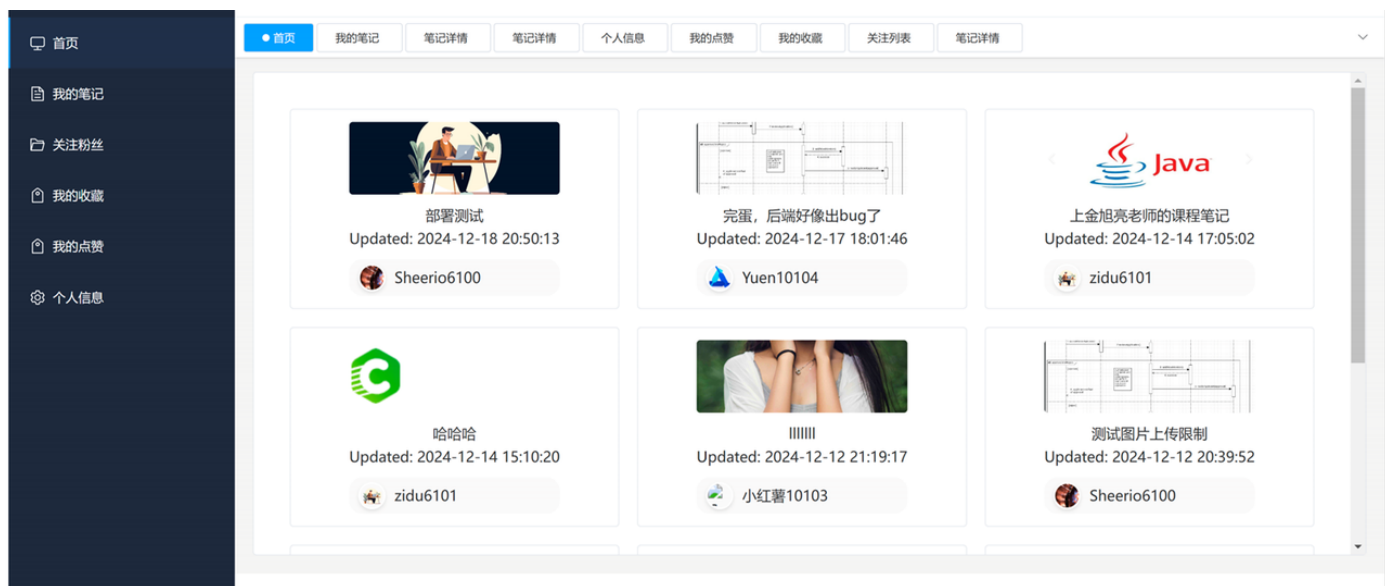 首页
我的笔记
关注粉丝
我的收藏
我的点赞
个人信息
首页 我的笔记 笔记详情 笔记详情 个人信息 我的点赞 我的收藏 关注列表 笔记详情
部署测试
Updated: 2024-12-18 20:50:13
Sheerio6100
完蛋，后端好像出bug了
Updated: 2024-12-17 18:01:46
Yuen10104
Java
上金旭亮老师的课程笔记
Updated: 2024-12-14 17:05:02
zidu6101
哈哈哈
Updated: 2024-12-14 15:10:20
zidu6101
lllllll
Updated: 2024-12-12 21:19:17
小红薯10103
测试图片上传限制
Updated: 2024-12-12 20:39:52
Sheerio6100